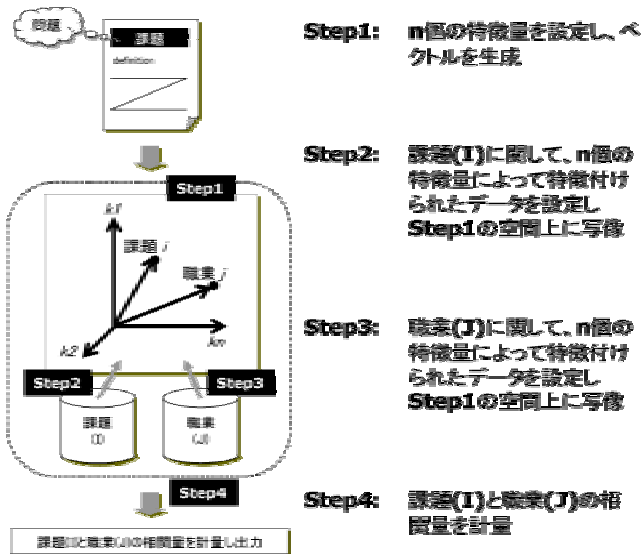 問題
課題
definition
Step1
k1
課題 i
職業 j
k2
kn
Step2
Step3
課題
(I)
職業
(J)
Step4
課題(I)と職業(J)の相関量を計量し出力
Step1: n個の特徴量を設定し、ベ
クトルを生成
Step2: 課題(I)に関して、n個の
特徴量によって特徴付け
られたデータを設定し
Step1の空間上に写像
Step3: 職業(J)に関して、n個の
特徴量によって特徴付け
られたデータを設定し
Step1の空間上に写像
Step4: 課題(I)と職業(J)の相
関量を計量